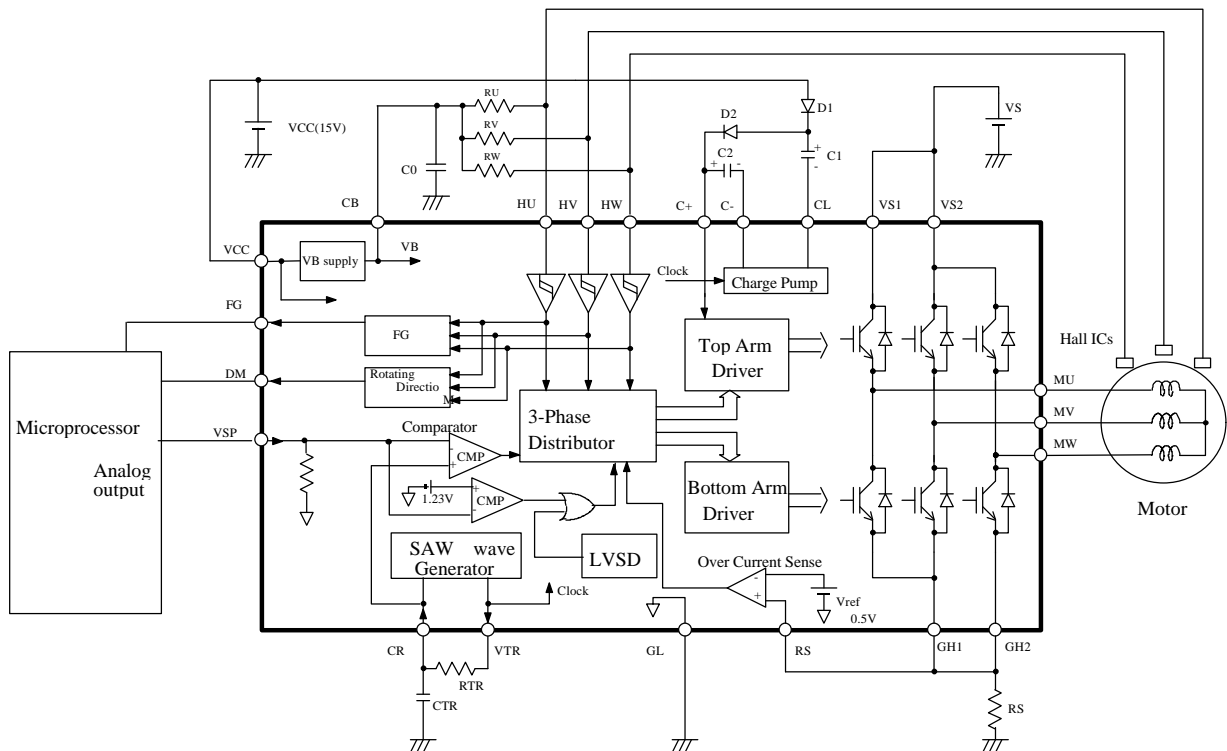 RU
D1
VS
VCC(15V)
D2
RV
+
C1
-
RW
C2
+
-
C0
CB
HU
HV
HW
C+
C-
CL
VS1
VS2
VCC
VB supply
VB
Clock
Charge Pump
FG
FG
Top Arm
Driver
Hall ICs
DM
Rotating
Directio
M
MU
Microprocessor
Analog
output
VSP
Comparator
-
+
CMP
3-Phase
Distributor
MV
MW
1.23V
+
-
CMP
Bottom Arm
Driver
Motor
SAW wave
Generator
LVSD
Over Current Sense
-
+
Clock
Vref
0.5V
CR
VTR
GL
RS
GH1
GH2
RTR
CTR
RS